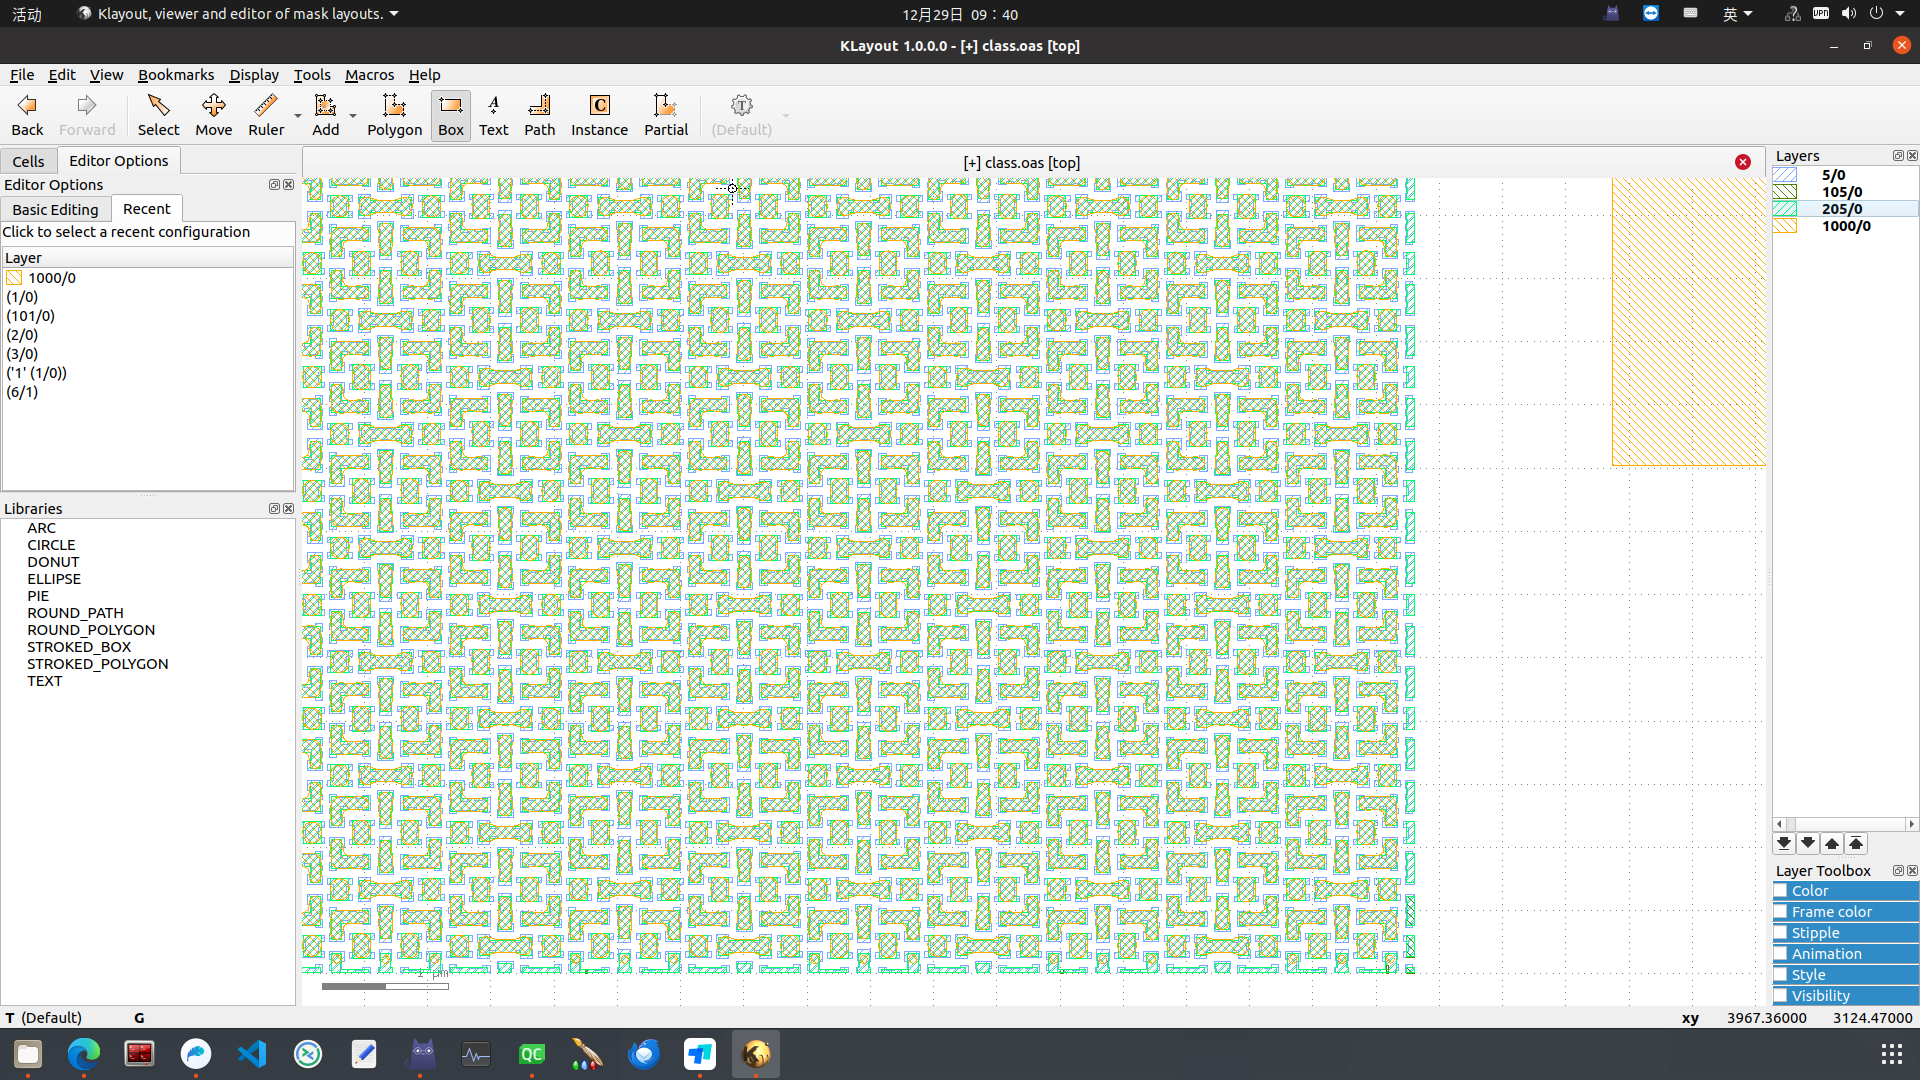 活动
Klayout, viewer and editor of mask layouts.
12月29日 09：40
英
VPN
KLayout 1.0.0.0 - [+] class.oas [top]
File Edit View Bookmarks Display Tools Macros Help
Back Forward Select Move Ruler Add Polygon Box Text Path Instance Partial (Default)
Cells Editor Options
[+] class.oas [top]
Editor Options
Basic Editing Recent
Click to select a recent configuration
Layer
1000/0
(1/0)
(101/0)
(2/0)
(3/0)
('1' (1/0))
(6/1)
Libraries
ARC
CIRCLE
DONUT
ELLIPSE
PIE
ROUND_PATH
ROUND_POLYGON
STROKED_BOX
STROKED_POLYGON
TEXT
1 µm
Layers
5/0
105/0
205/0
1000/0
Layer Toolbox
Color
Frame color
Stipple
Animation
Style
Visibility
T (Default) G xy 3967.36000 3124.47000
QC